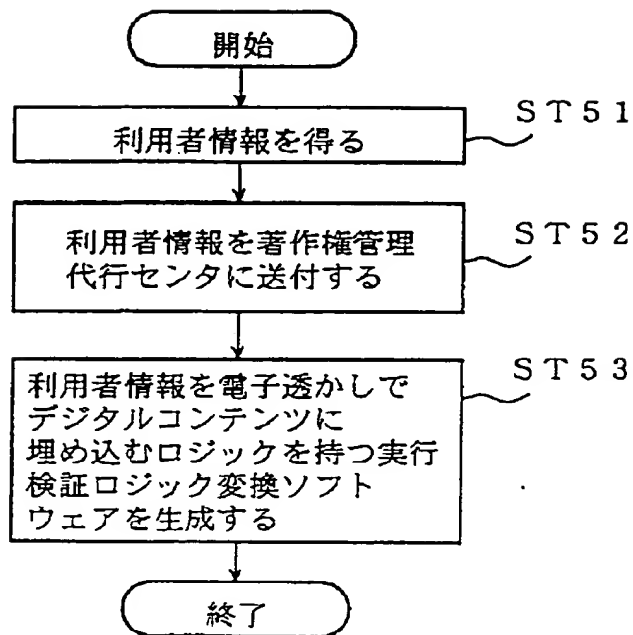 開始
ST51
利用者情報を得る
ST52
利用者情報を著作権管理
代行センタに送付する
ST53
利用者情報を電子透かしで
デジタルコンテンツに
埋め込むロジックを持つ実行
検証ロジック変換ソフト
ウェアを生成する
終了